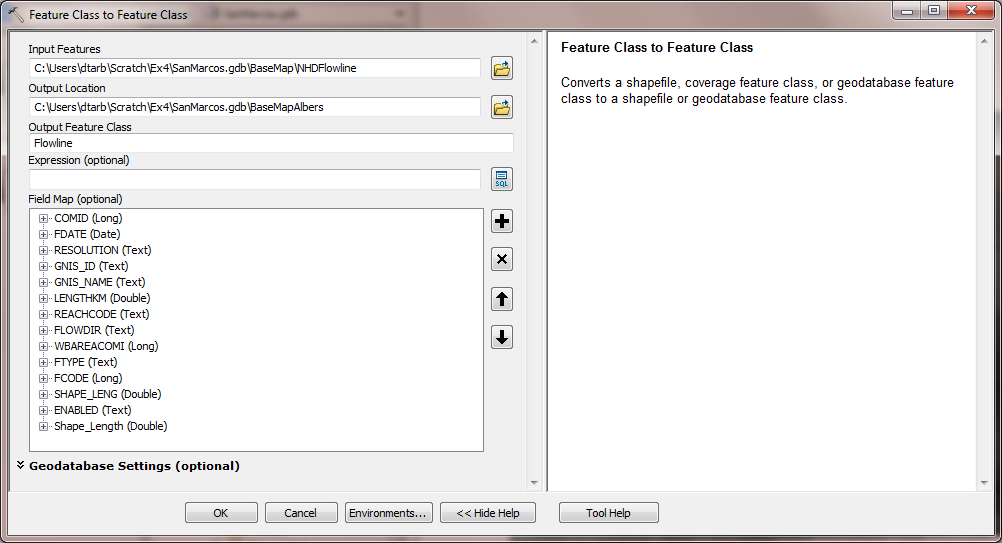 Feature Class to Feature Class
Input Features
C:\Users\dtarb\Scratch\Ex4\SanMarcos.gdb\BaseMap\NHDFlowline
Output Location
C:\Users\dtarb\Scratch\Ex4\SanMarcos.gdb\BaseMapAlbers
Output Feature Class
Flowline
Expression (optional)
SQL
Field Map (optional)
COMID (Long)
FDATE (Date)
RESOLUTION (Text)
GNIS_ID (Text)
GNIS_NAME (Text)
LENGTHKM (Double)
REACHCODE (Text)
FLOWDIR (Text)
WBAREACOMI (Long)
FTYPE (Text)
FCODE (Long)
SHAPE_LENG (Double)
ENABLED (Text)
Shape_Length (Double)
Geodatabase Settings (optional)
OK
Cancel
Environments...
<< Hide Help
Tool Help
Feature Class to Feature Class
Converts a shapefile, coverage feature class, or geodatabase feature
class to a shapefile or geodatabase feature class.